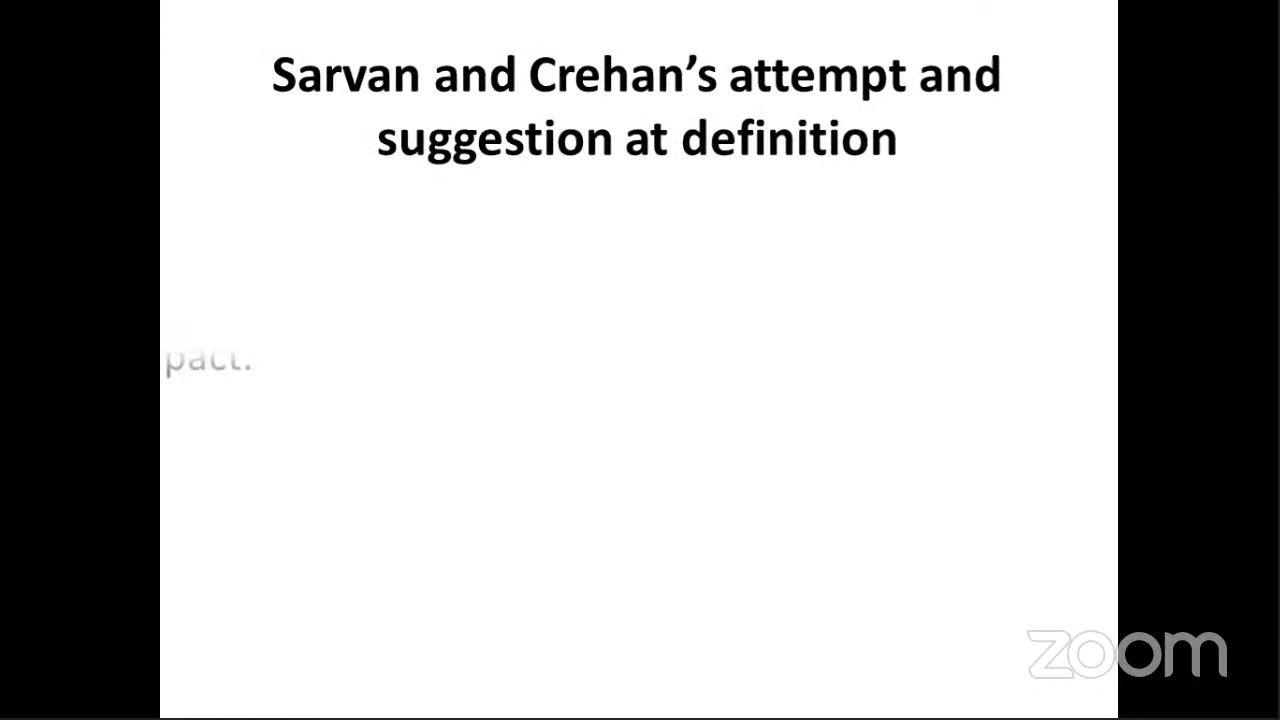 Sarvan and Crehan’s attempt and
suggestion at definition
pact.
zoom